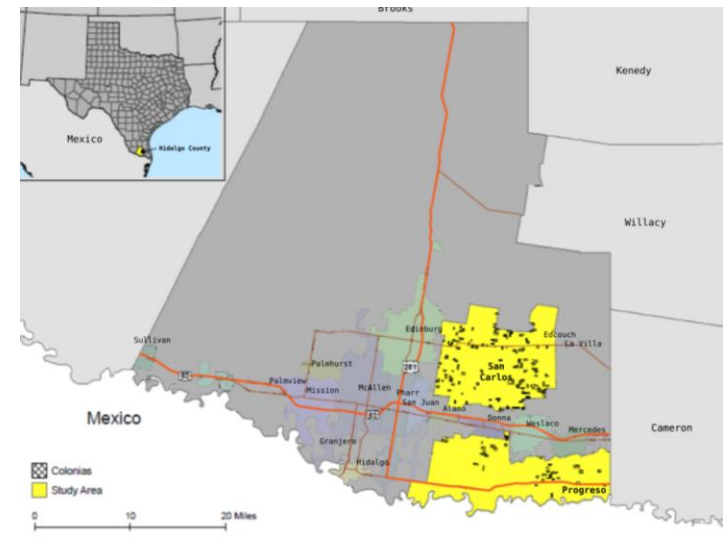 Brooks
Kenedy
Mexico
Hidalgo County
Willacy
Edinburg
Edcouch
La Villa
Sullivan
San
Carlos
281
Palmhurst
83
Palmview
Mission
McAllen
Pharr
San Juan
Alamo
Donna
Weslaco
Mercedes
Cameron
Mexico
Granjero
Hidalgo
Colonias
Study Area
Progreso
0
10
20 Miles